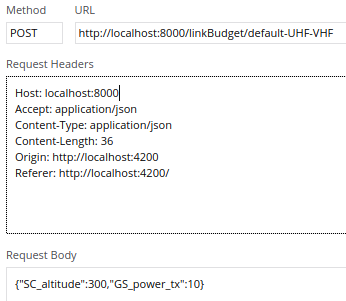 Method URL
POST http://localhost:8000/linkBudget/default-UHF-VHF
Request Headers
Host: localhost:8000
Accept: application/json
Content-Type: application/json
Content-Length: 36
Origin: http://localhost:4200
Referer: http://localhost:4200/
Request Body
{"SC_altitude":300,"GS_power_tx":10}